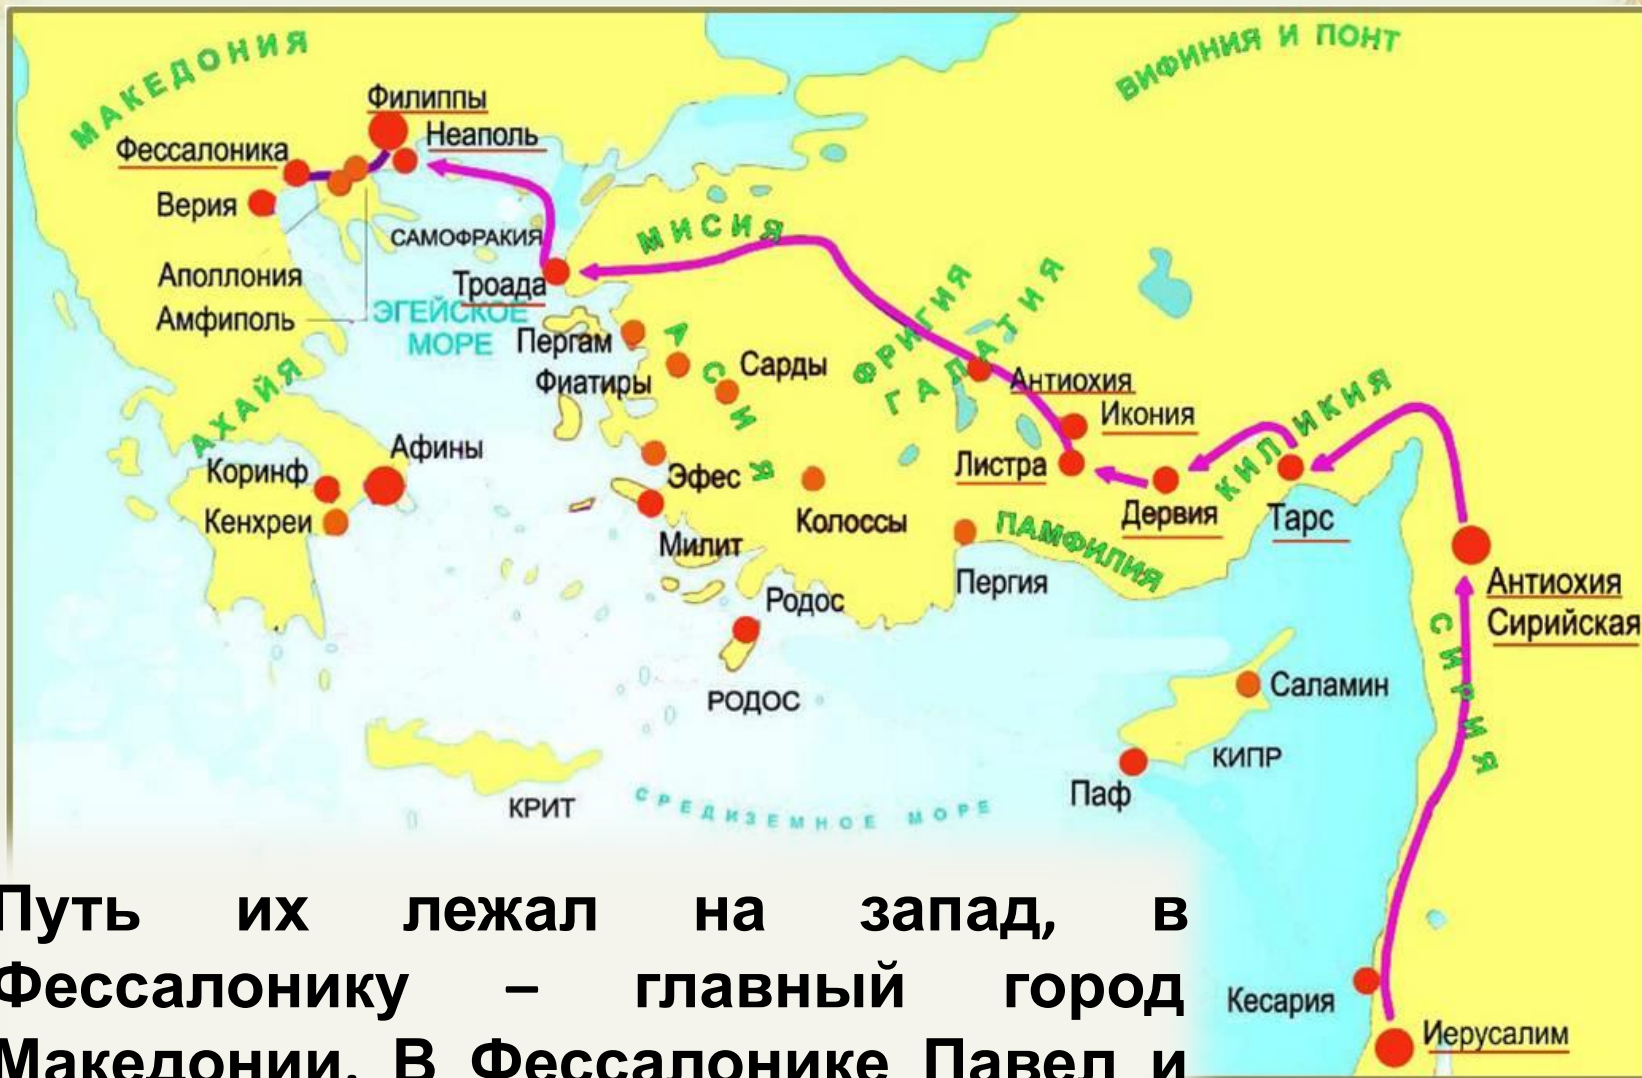 МАКЕДОНИЯ
ВИФИНИЯ И ПОНТ
Филиппы
Неаполь
Фессалоника
Верия
САМОФРАКИЯ
МИСИЯ
Аполлония
Троада
Амфиполь
ЭГЕЙСКОЕ
МОРЕ
Пергам
Фиатиры
АСИЯ
Сарды
ФРИГИЯ
ГАЛАТИЯ
Антиохия
Икония
АХАЙЯ
Афины
Коринф
Кенхреи
Эфес
Милит
Колоссы
Листра
Дервия
КИЛИКИЯ
Тарс
ПАМФИЛИЯ
Пергия
Антиохия
Сирийская
СИРИЯ
Родос
РОДОС
Саламин
КИПР
Паф
КРИТ
СРЕДИЗЕМНОЕ МОРЕ
Кесария
Иерусалим
Путь их лежал на запад, в
Фессалонику – главный город
Македонии. В Фессалонике Павел и